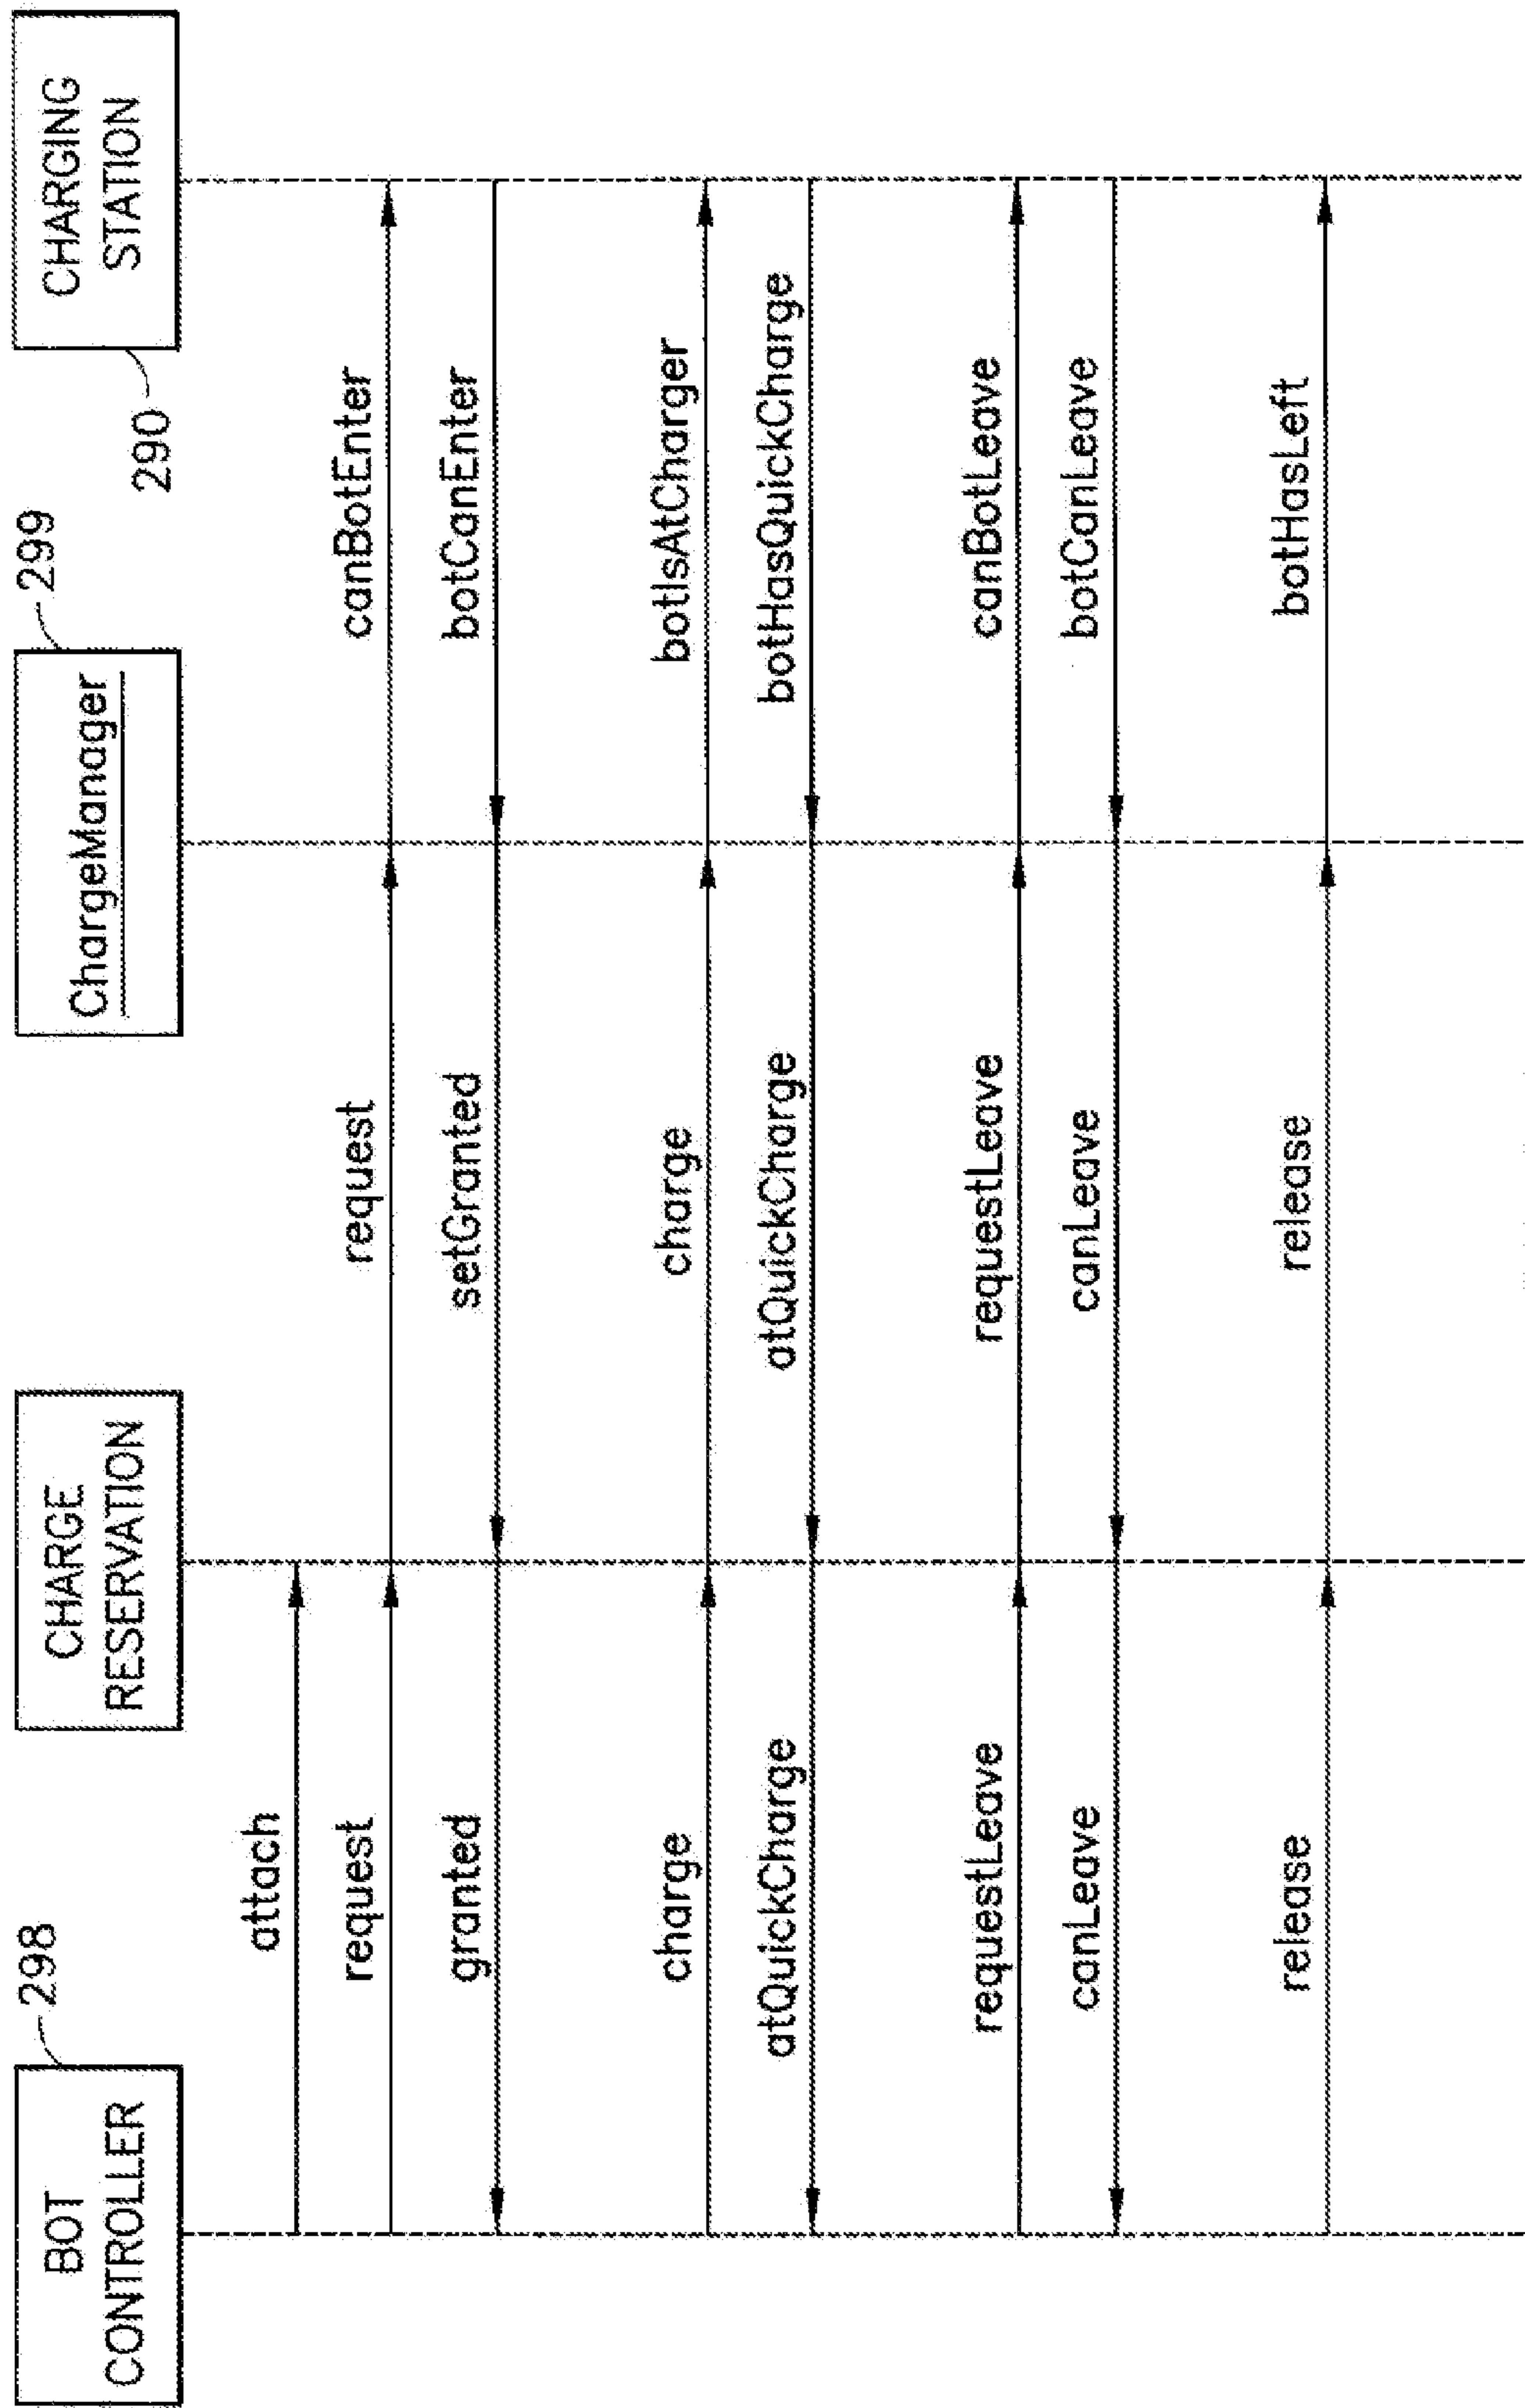 BOT
CONTROLLER
298
CHARGE
RESERVATION
ChargeManager
299
CHARGING
STATION
290
attach
request
request
canBotEnter
granted
setGranted
botCanEnter
charge
charge
botIsAtCharger
atQuickCharge
atQuickCharge
botHasQuickCharge
requestLeave
requestLeave
canBotLeave
canLeave
canLeave
botCanLeave
release
release
botHasLeft